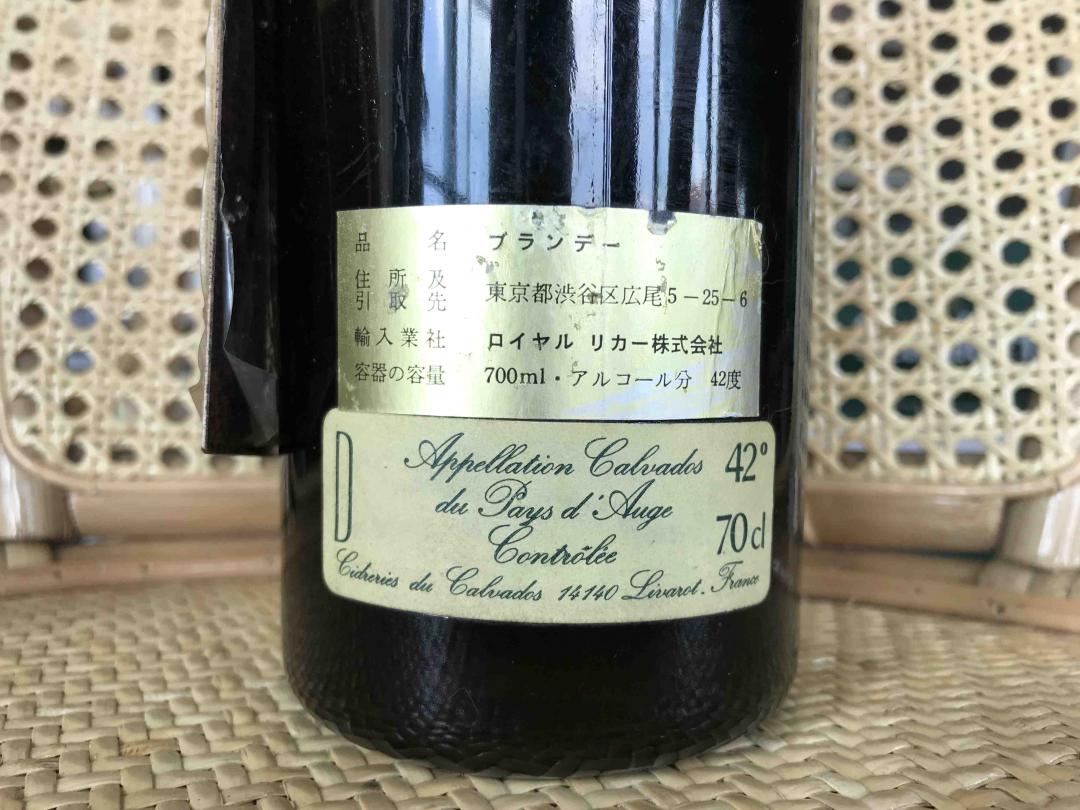 品名 ブランデー
住所及引取先 東京都渋谷区広尾5-25-6
輸入業社 ロイヤル リカー株式会社
容器の容量 700ml・アルコール分 42度
D Appellation Calvados 42°
du Pays d'Auge
Contrôlée 70cl
Cidreries du Calvados 14140 Livarot. France